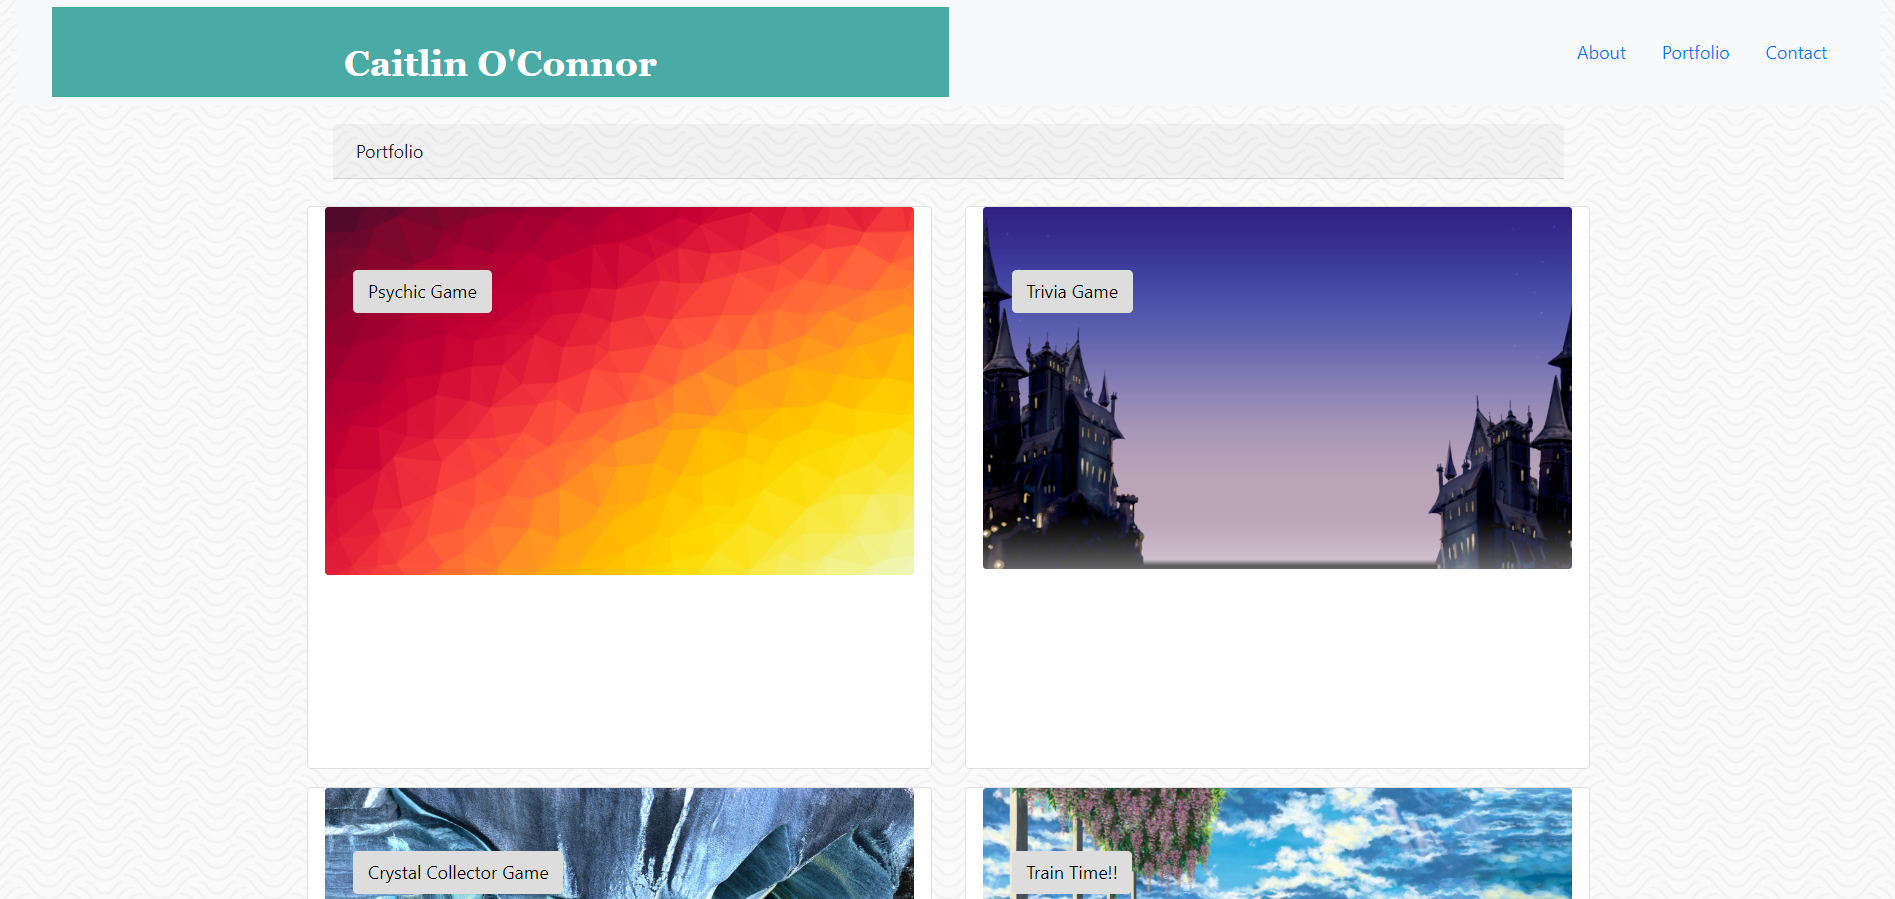 Caitlin O'Connor
About Portfolio Contact
Portfolio
Psychic Game
Trivia Game
Crystal Collector Game
Train Time!!